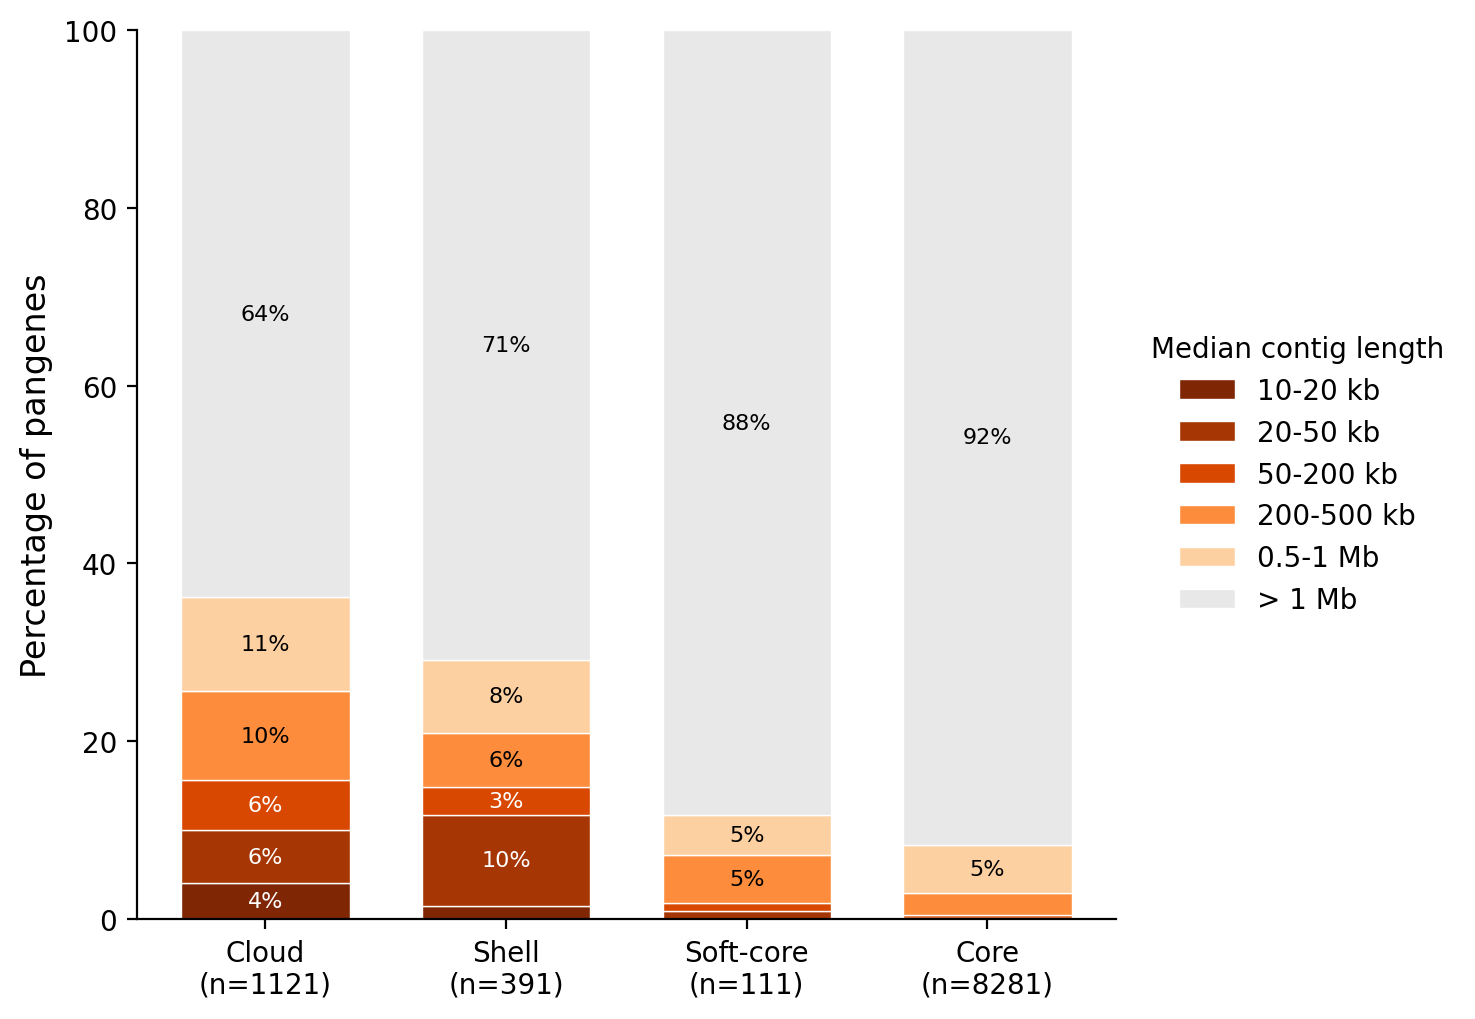 Percentage of pangenes
100
80
60
40
20
0
64%
11%
10%
6%
6%
4%
71%
8%
6%
3%
10%
88%
5%
5%
92%
5%
Cloud
(n=1121)
Shell
(n=391)
Soft-core
(n=111)
Core
(n=8281)
Median contig length
10-20 kb
20-50 kb
50-200 kb
200-500 kb
0.5-1 Mb
> 1 Mb